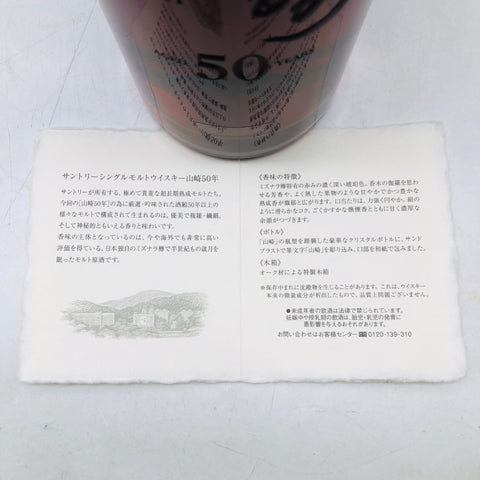 AGED 50 YEARS
サントリーシングルモルトウイスキー山崎50年
サントリーが所有する、極めて貴重な超長期熟成モルトたち。
今回の「山崎50年」の為に厳選・吟味された酒齢50年以上の
様々なモルトで構成されて生まれるのは、優美で複雑・繊細、
そして神秘的ともいえる香りと味わいです。
香味の主体となっているのは、今や海外でも非常に高い
評価を得ている、日本独自のミズナラ樽で半世紀もの歳月を
眠ったモルト原酒です。
〈香味の特徴〉
ミズナラ樽特有の赤みの濃く深い琥珀色。香木の伽羅を思わ
せる芳香や、よく熟した果物のような甘やかでかつ豊かな
熟成香が馥郁と広がります。口当たりは、力強く円やか。絹の
ように滑らかなコク。ごくかすかな燻煙香とともに甘く濃厚な
余韻がつづきます。
〈ボトル〉
「山崎」の瓶型を踏襲した豪華なクリスタルボトルに、サンド
ブラストで筆文字「山崎」を彫り込み、口部を和紙で包みました。
〈木箱〉
オーク材による特製木箱
※保存中まれに沈殿物を生じることがあります。これは、ウイスキー
本来の微量成分が析出したもので、品質上問題ございません。
●未成年者の飲酒は法律で禁じられています。
妊娠中や授乳期の飲酒は、胎児・乳児の発育に
悪影響を与えるおそれがあります。
お問い合わせはお客様センター 0120-139-310